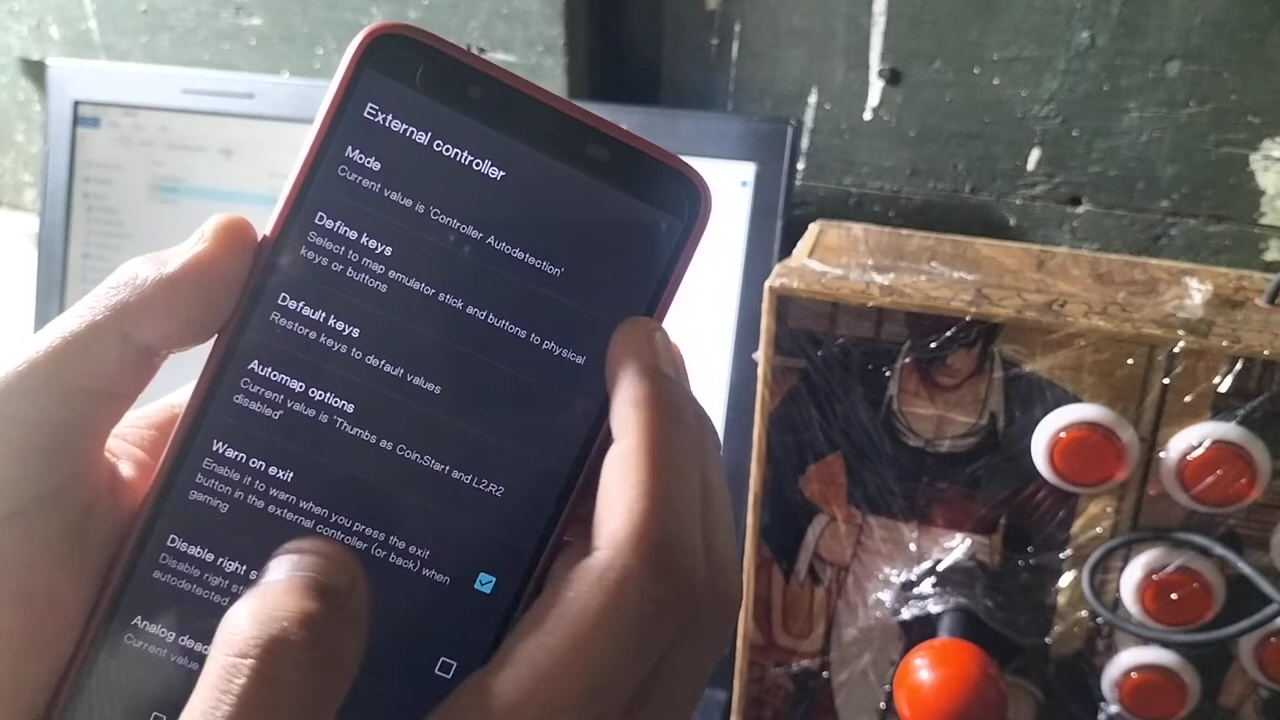 External controller
Mode
Current value is 'Controller Autodetection'
Define keys
Select to map emulator stick and buttons to physical
keys or buttons
Default keys
Restore keys to default values
Automap options
Current value is 'Thumbs as Coin,Start and L2,R2
disabled'
Warn on exit
Enable it to warn when you press the exit
button in the external controller (or back) when
gaming
Disable right s
Disable right sti
autodetected
Analog dead
Current value